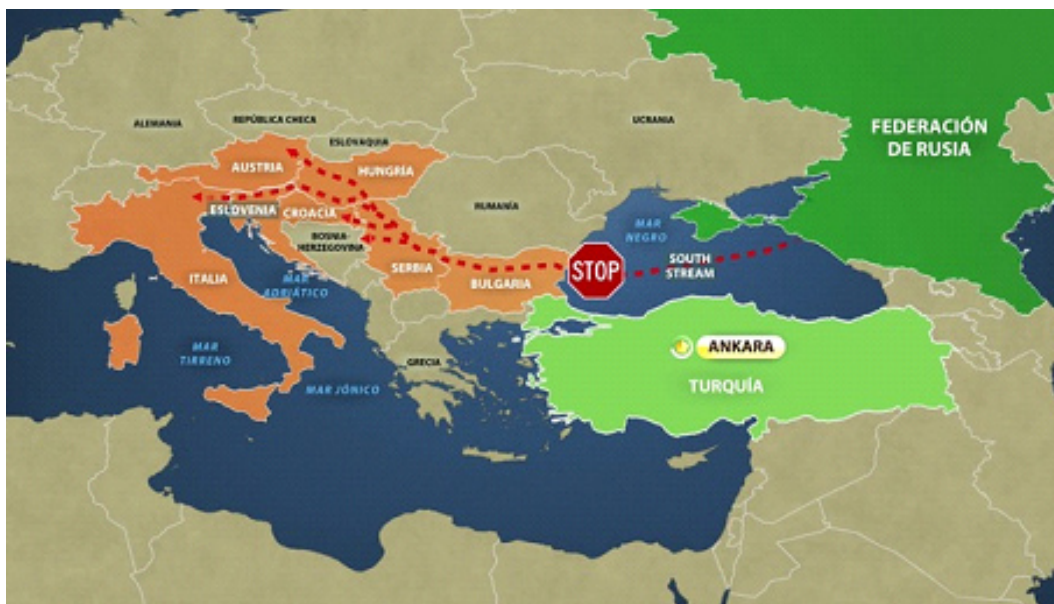 REPÚBLICA CHECA
ALEMANIA
UCRANIA
FEDERACIÓN
DE RUSIA
ESLOVAQUIA
AUSTRIA
HUNGRÍA
RUMANÍA
ESLOVENIA
CROACIA
MAR
NEGRO
BOSNIA-
HERZEGOVINA
SOUTH
STREAM
STOP
SERBIA
ITALIA
BULGARIA
MAR
ADRIÁTICO
MAR
TIRRENO
ANKARA
GRECIA
TURQUÍA
MAR JÓNICO